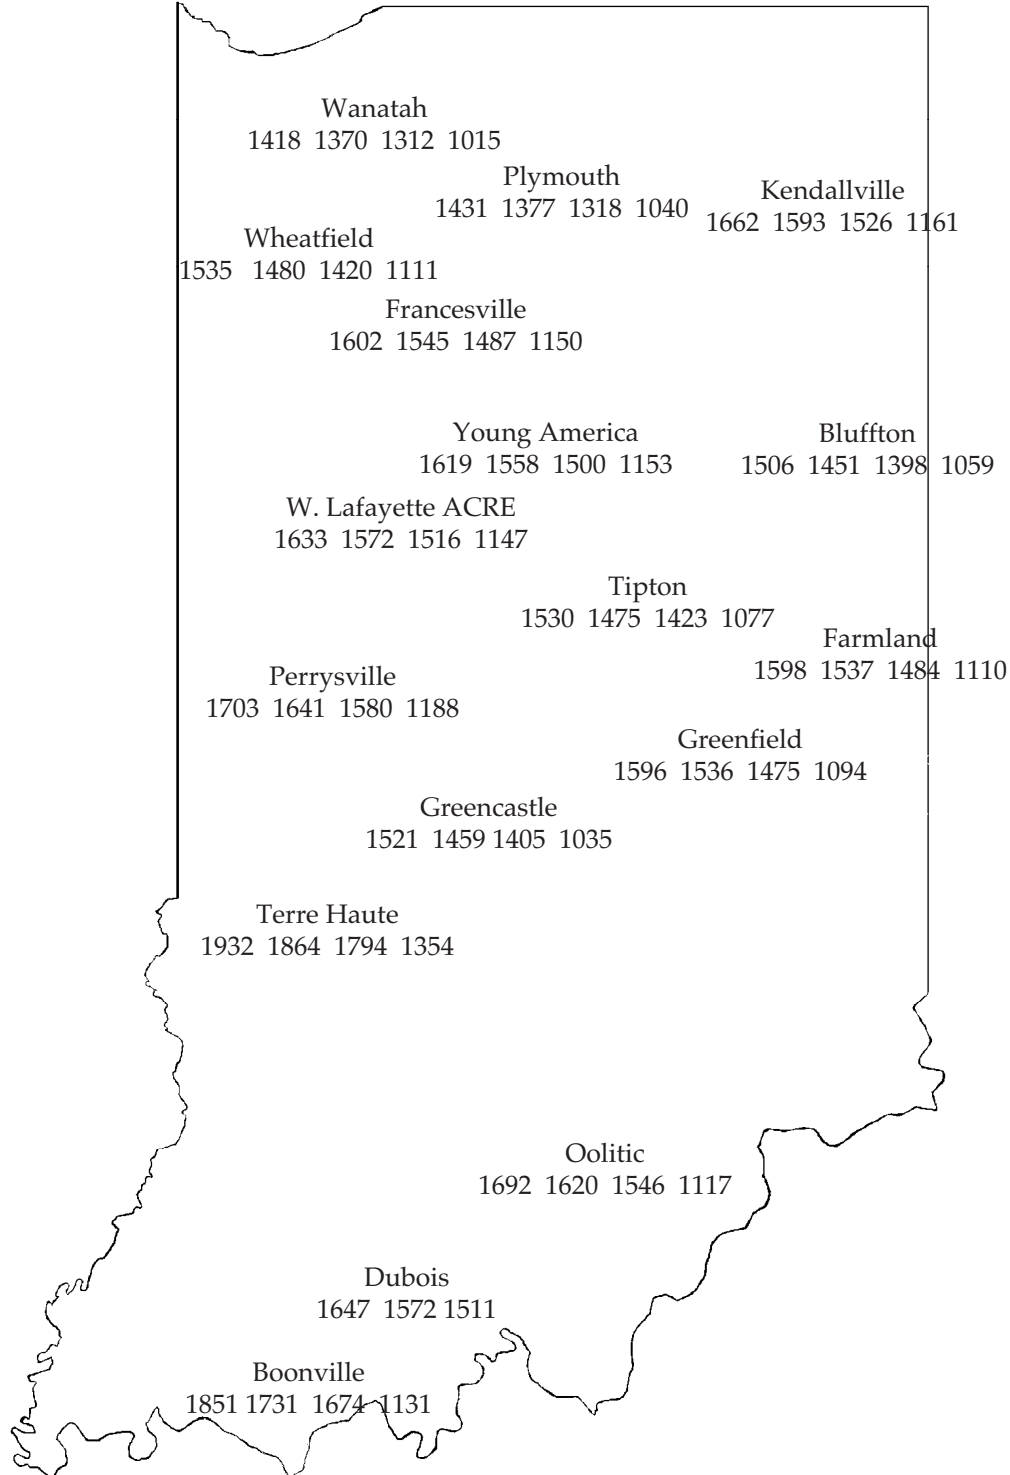 Wanatah
1418 1370 1312 1015
Plymouth
1431 1377 1318 1040
Kendallville
1662 1593 1526 1161
Wheatfield
1535 1480 1420 1111
Francesville
1602 1545 1487 1150
Young America
1619 1558 1500 1153
Bluffton
1506 1451 1398 1059
W. Lafayette ACRE
1633 1572 1516 1147
Tipton
1530 1475 1423 1077
Farmland
1598 1537 1484 1110
Perrysville
1703 1641 1580 1188
Greenfield
1596 1536 1475 1094
Greencastle
1521 1459 1405 1035
Terre Haute
1932 1864 1794 1354
Oolitic
1692 1620 1546 1117
Dubois
1647 1572 1511
Boonville
1851 1731 1674 1131